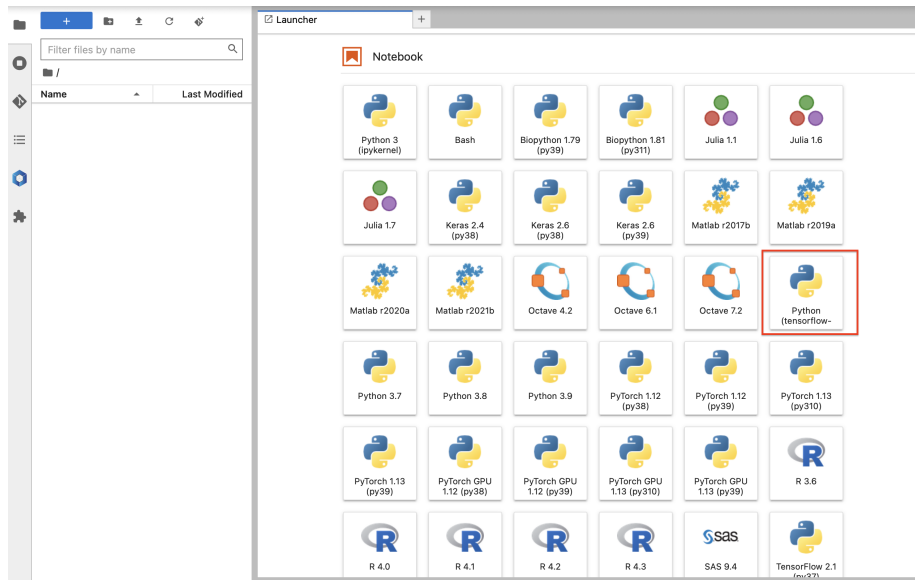 +
Launcher
+
Filter files by name
/
Name
Last Modified
Notebook
Python 3
(ipykernel)
Bash
Biopython 1.79
(py39)
Biopython 1.81
(py311)
Julia 1.1
Julia 1.6
Julia 1.7
Keras 2.4
(py38)
Keras 2.6
(py38)
Keras 2.6
(py39)
Matlab r2017b
Matlab r2019a
Matlab r2020a
Matlab r2021b
Octave 4.2
Octave 6.1
Octave 7.2
Python
(tensorflow-
Python 3.7
Python 3.8
Python 3.9
PyTorch 1.12
(py38)
PyTorch 1.12
(py39)
PyTorch 1.13
(py310)
PyTorch 1.13
(py39)
PyTorch GPU
1.12 (py38)
PyTorch GPU
1.12 (py39)
PyTorch GPU
1.13 (py310)
PyTorch GPU
1.13 (py39)
R
R 3.6
R
R 4.0
R
R 4.1
R
R 4.2
R
R 4.3
sas
SAS 9.4
TensorFlow 2.1
(py37)